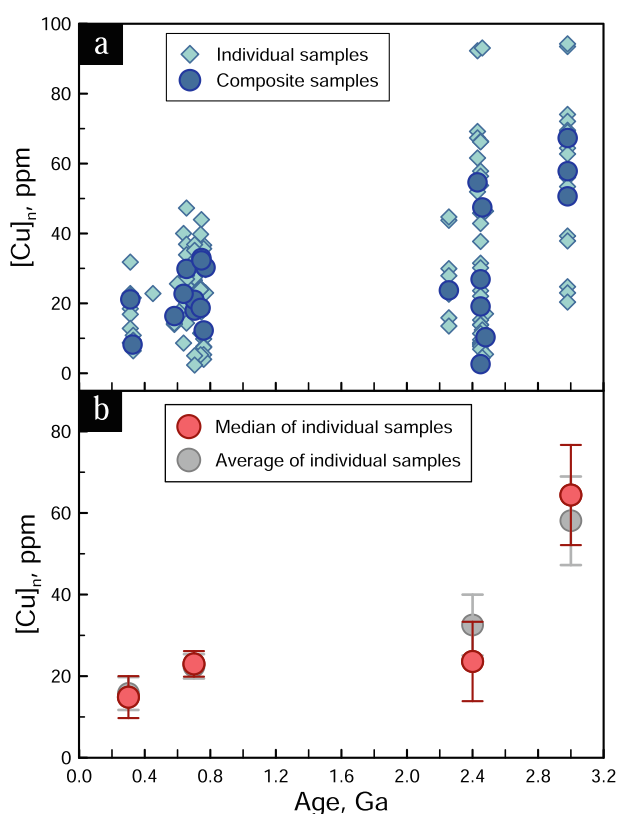 a
Individual samples
Composite samples
100
80
60
40
20
0
[Cu]n, ppm
b
Median of individual samples
Average of individual samples
80
60
40
20
0
[Cu]n, ppm
0.0 0.4 0.8 1.2 1.6 2.0 2.4 2.8 3.2
Age, Ga